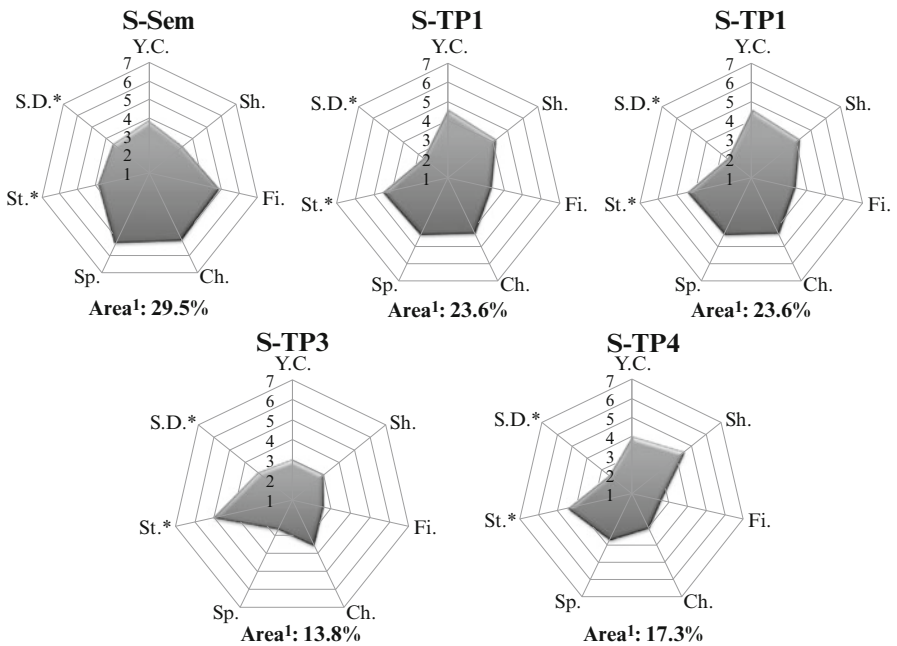 S-Sem
Y.C.
7
6
5
4
3
2
1
S.D.*
Sh.
St.*
Fi.
Sp.
Ch.
Area¹: 29.5%
S-TP1
Y.C.
7
6
5
4
3
2
1
S.D.*
Sh.
St.*
Fi.
Sp.
Ch.
Area¹: 23.6%
S-TP1
Y.C.
7
6
5
4
3
2
1
S.D.*
Sh.
St.*
Fi.
Sp.
Ch.
Area¹: 23.6%
S-TP3
Y.C.
7
6
5
4
3
2
1
S.D.*
Sh.
St.*
Fi.
Sp.
Ch.
Area¹: 13.8%
S-TP4
Y.C.
7
6
5
4
3
2
1
S.D.*
Sh.
St.*
Fi.
Sp.
Ch.
Area¹: 17.3%